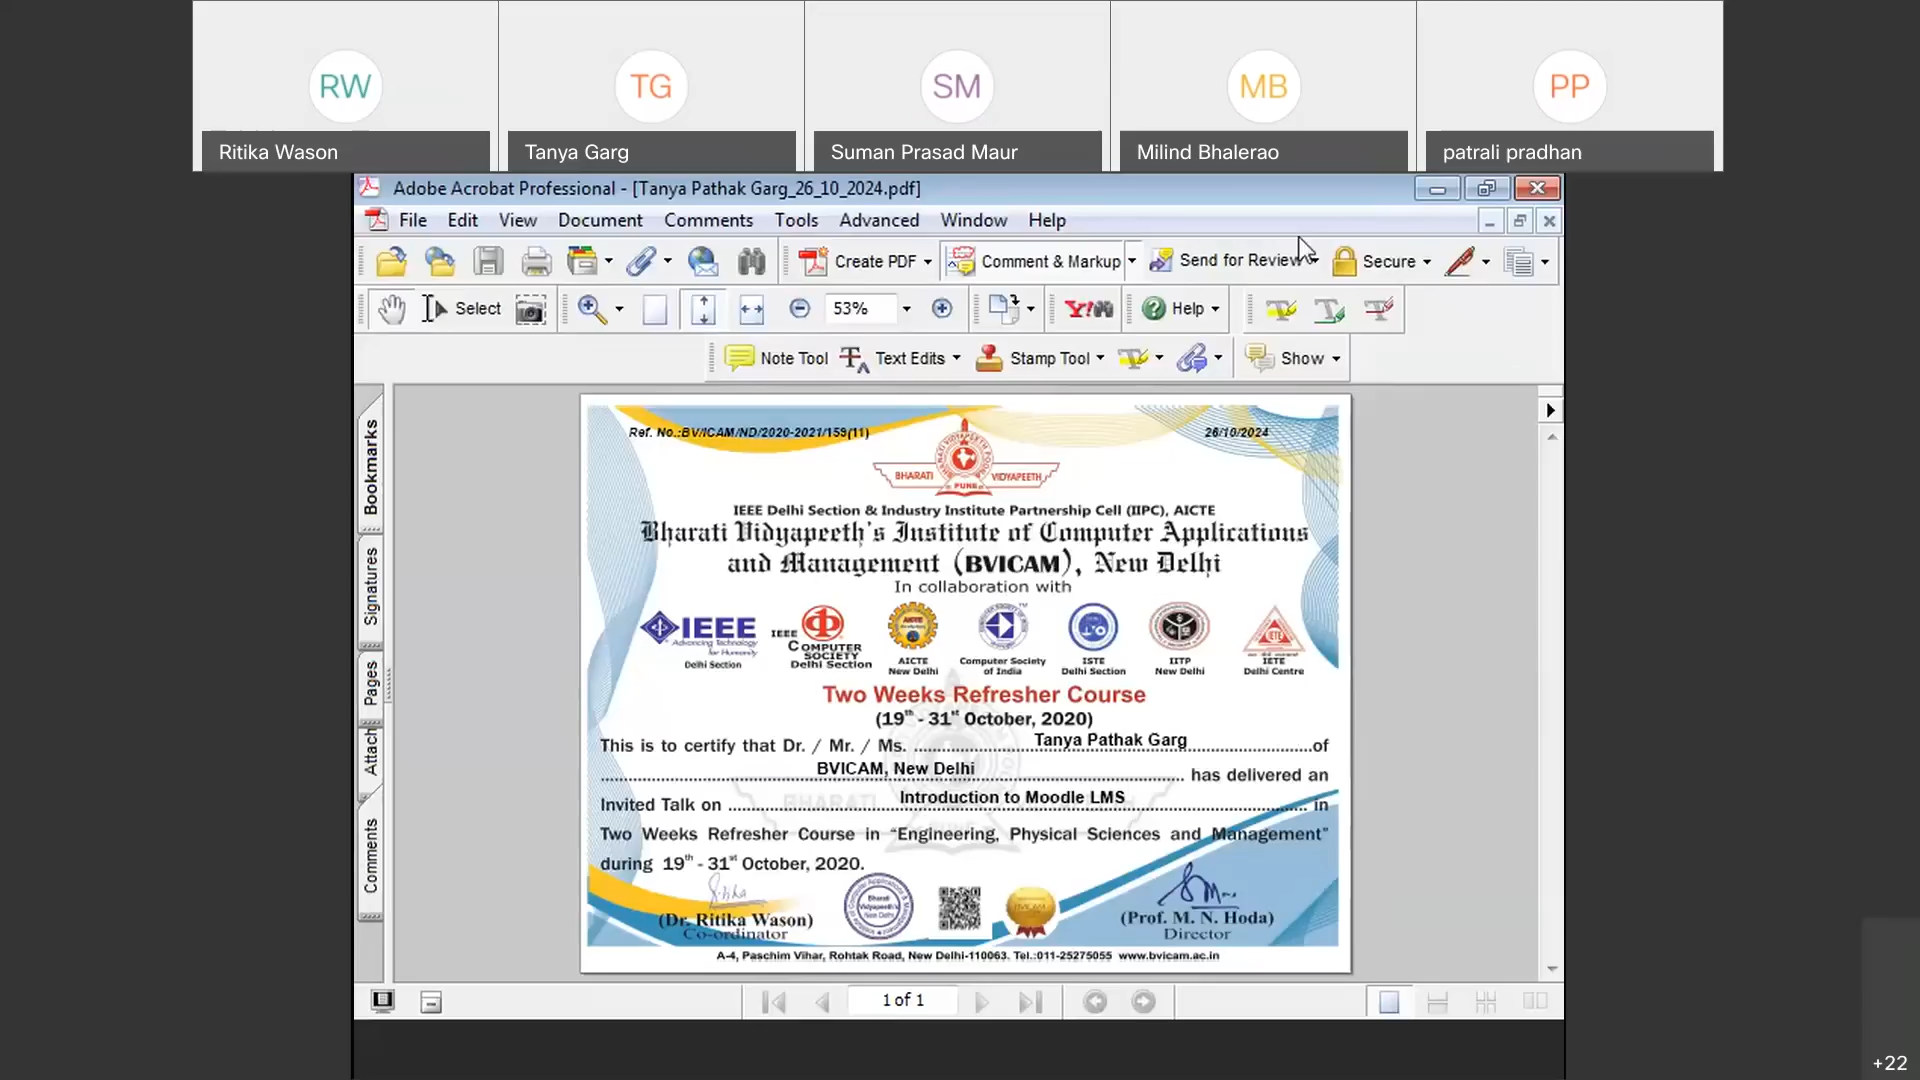 RW
TG
SM
MB
PP
Ritika Wason
Tanya Garg
Suman Prasad Maur
Milind Bhalerao
patrali pradhan
Adobe Acrobat Professional - [Tanya Pathak Garg_26_10_2024.pdf]
File Edit View Document Comments Tools Advanced Window Help
Create PDF Comment & Markup Send for Review Secure
Select 53% Y! Help
Note Tool Text Edits Stamp Tool Show
Bookmarks
Signatures
Pages
Attach
Comments
Ref. No.:BV/ICAM/ND/2020-2021/159(11)
26/10/2024
BHARATI VIDYAPEETH
PUNE
IEEE Delhi Section & Industry Institute Partnership Cell (IIPC), AICTE
Bharati Vidyapeeth's Institute of Computer Applications
and Management (BVICAM), New Delhi
In collaboration with
IEEE
Advancing Technology
for Humanity
Delhi Section
IEEE
COMPUTER
SOCIETY
Delhi Section
AICTE
New Delhi
Computer Society
of India
ISTE
Delhi Section
IITP
New Delhi
IETE
Delhi Centre
Two Weeks Refresher Course
(19th - 31st October, 2020)
This is to certify that Dr. / Mr. / Ms. Tanya Pathak Garg of
BVICAM, New Delhi has delivered an
Invited Talk on Introduction to Moodle LMS in
Two Weeks Refresher Course in “Engineering, Physical Sciences and Management”
during 19th - 31st October, 2020.
(Dr. Ritika Wason)
Co-ordinator
(Prof. M. N. Hoda)
Director
A-4, Paschim Vihar, Rohtak Road, New Delhi-110063. Tel.:011-25275055 www.bvicam.ac.in
1 of 1
+22